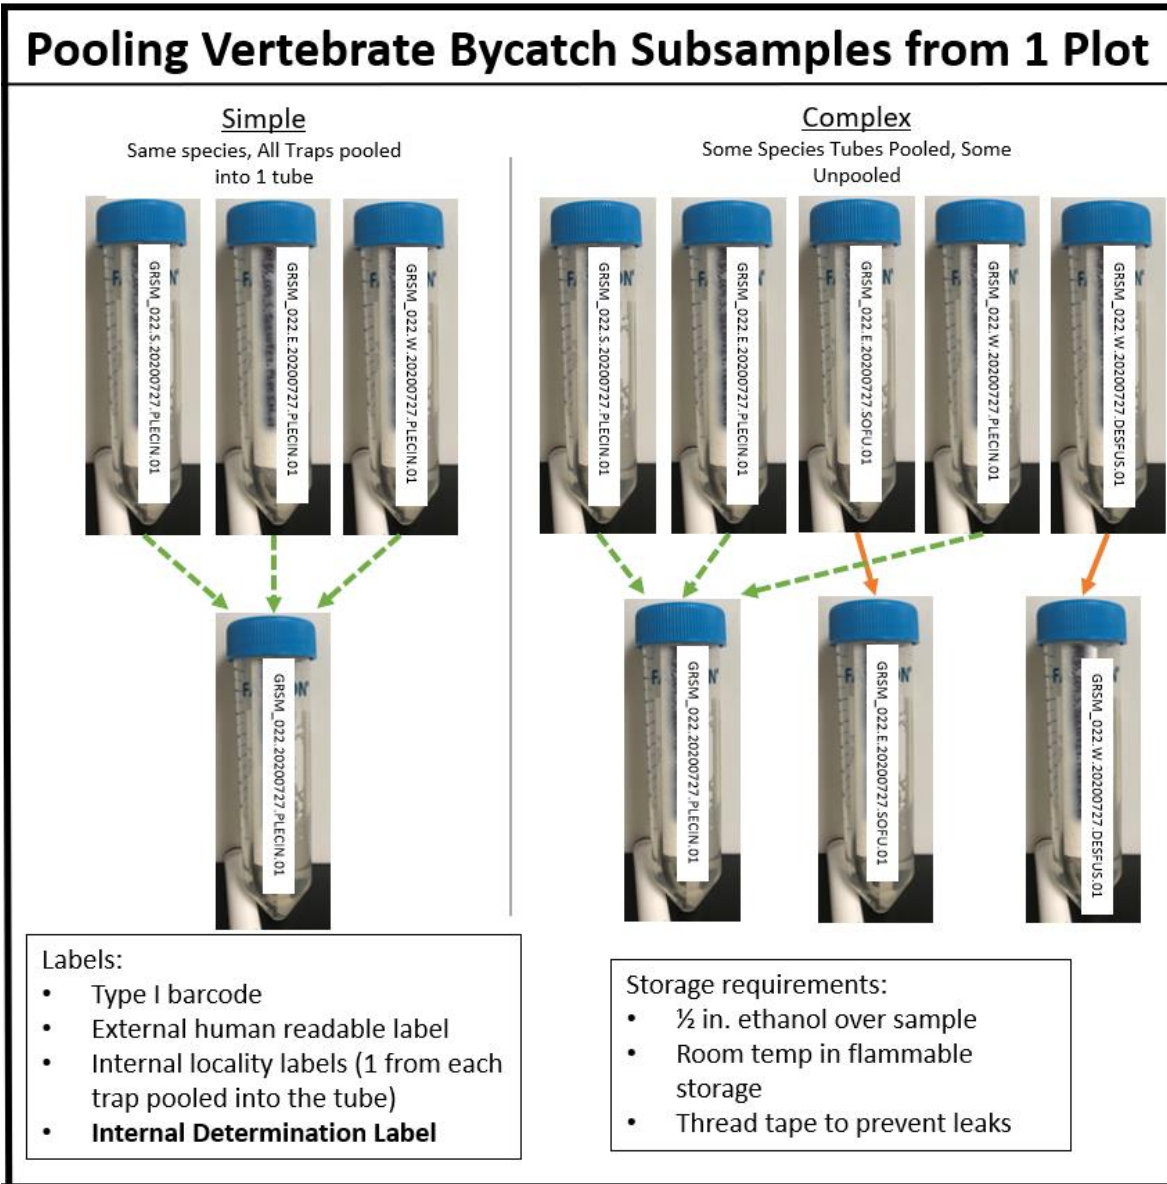 Pooling Vertebrate Bycatch Subsamples from 1 Plot
Simple
Same species, All Traps pooled
into 1 tube
GRSM_022.S.20200727.PLECIN.01
GRSM_022.E.20200727.PLECIN.01
GRSM_022.W.20200727.PLECIN.01
GRSM_022.20200727.PLECIN.01
Complex
Some Species Tubes Pooled, Some
Unpooled
GRSM_022.S.20200727.PLECIN.01
GRSM_022.E.20200727.PLECIN.01
GRSM_022.E.20200727.SOFU.01
GRSM_022.W.20200727.PLECIN.01
GRSM_022.W.20200727.DESFUS.01
GRSM_022.20200727.PLECIN.01
GRSM_022.E.20200727.SOFU.01
GRSM_022.W.20200727.DESFUS.01
Labels:
• Type I barcode
• External human readable label
• Internal locality labels (1 from each
trap pooled into the tube)
• Internal Determination Label
Storage requirements:
• ½ in. ethanol over sample
• Room temp in flammable
storage
• Thread tape to prevent leaks